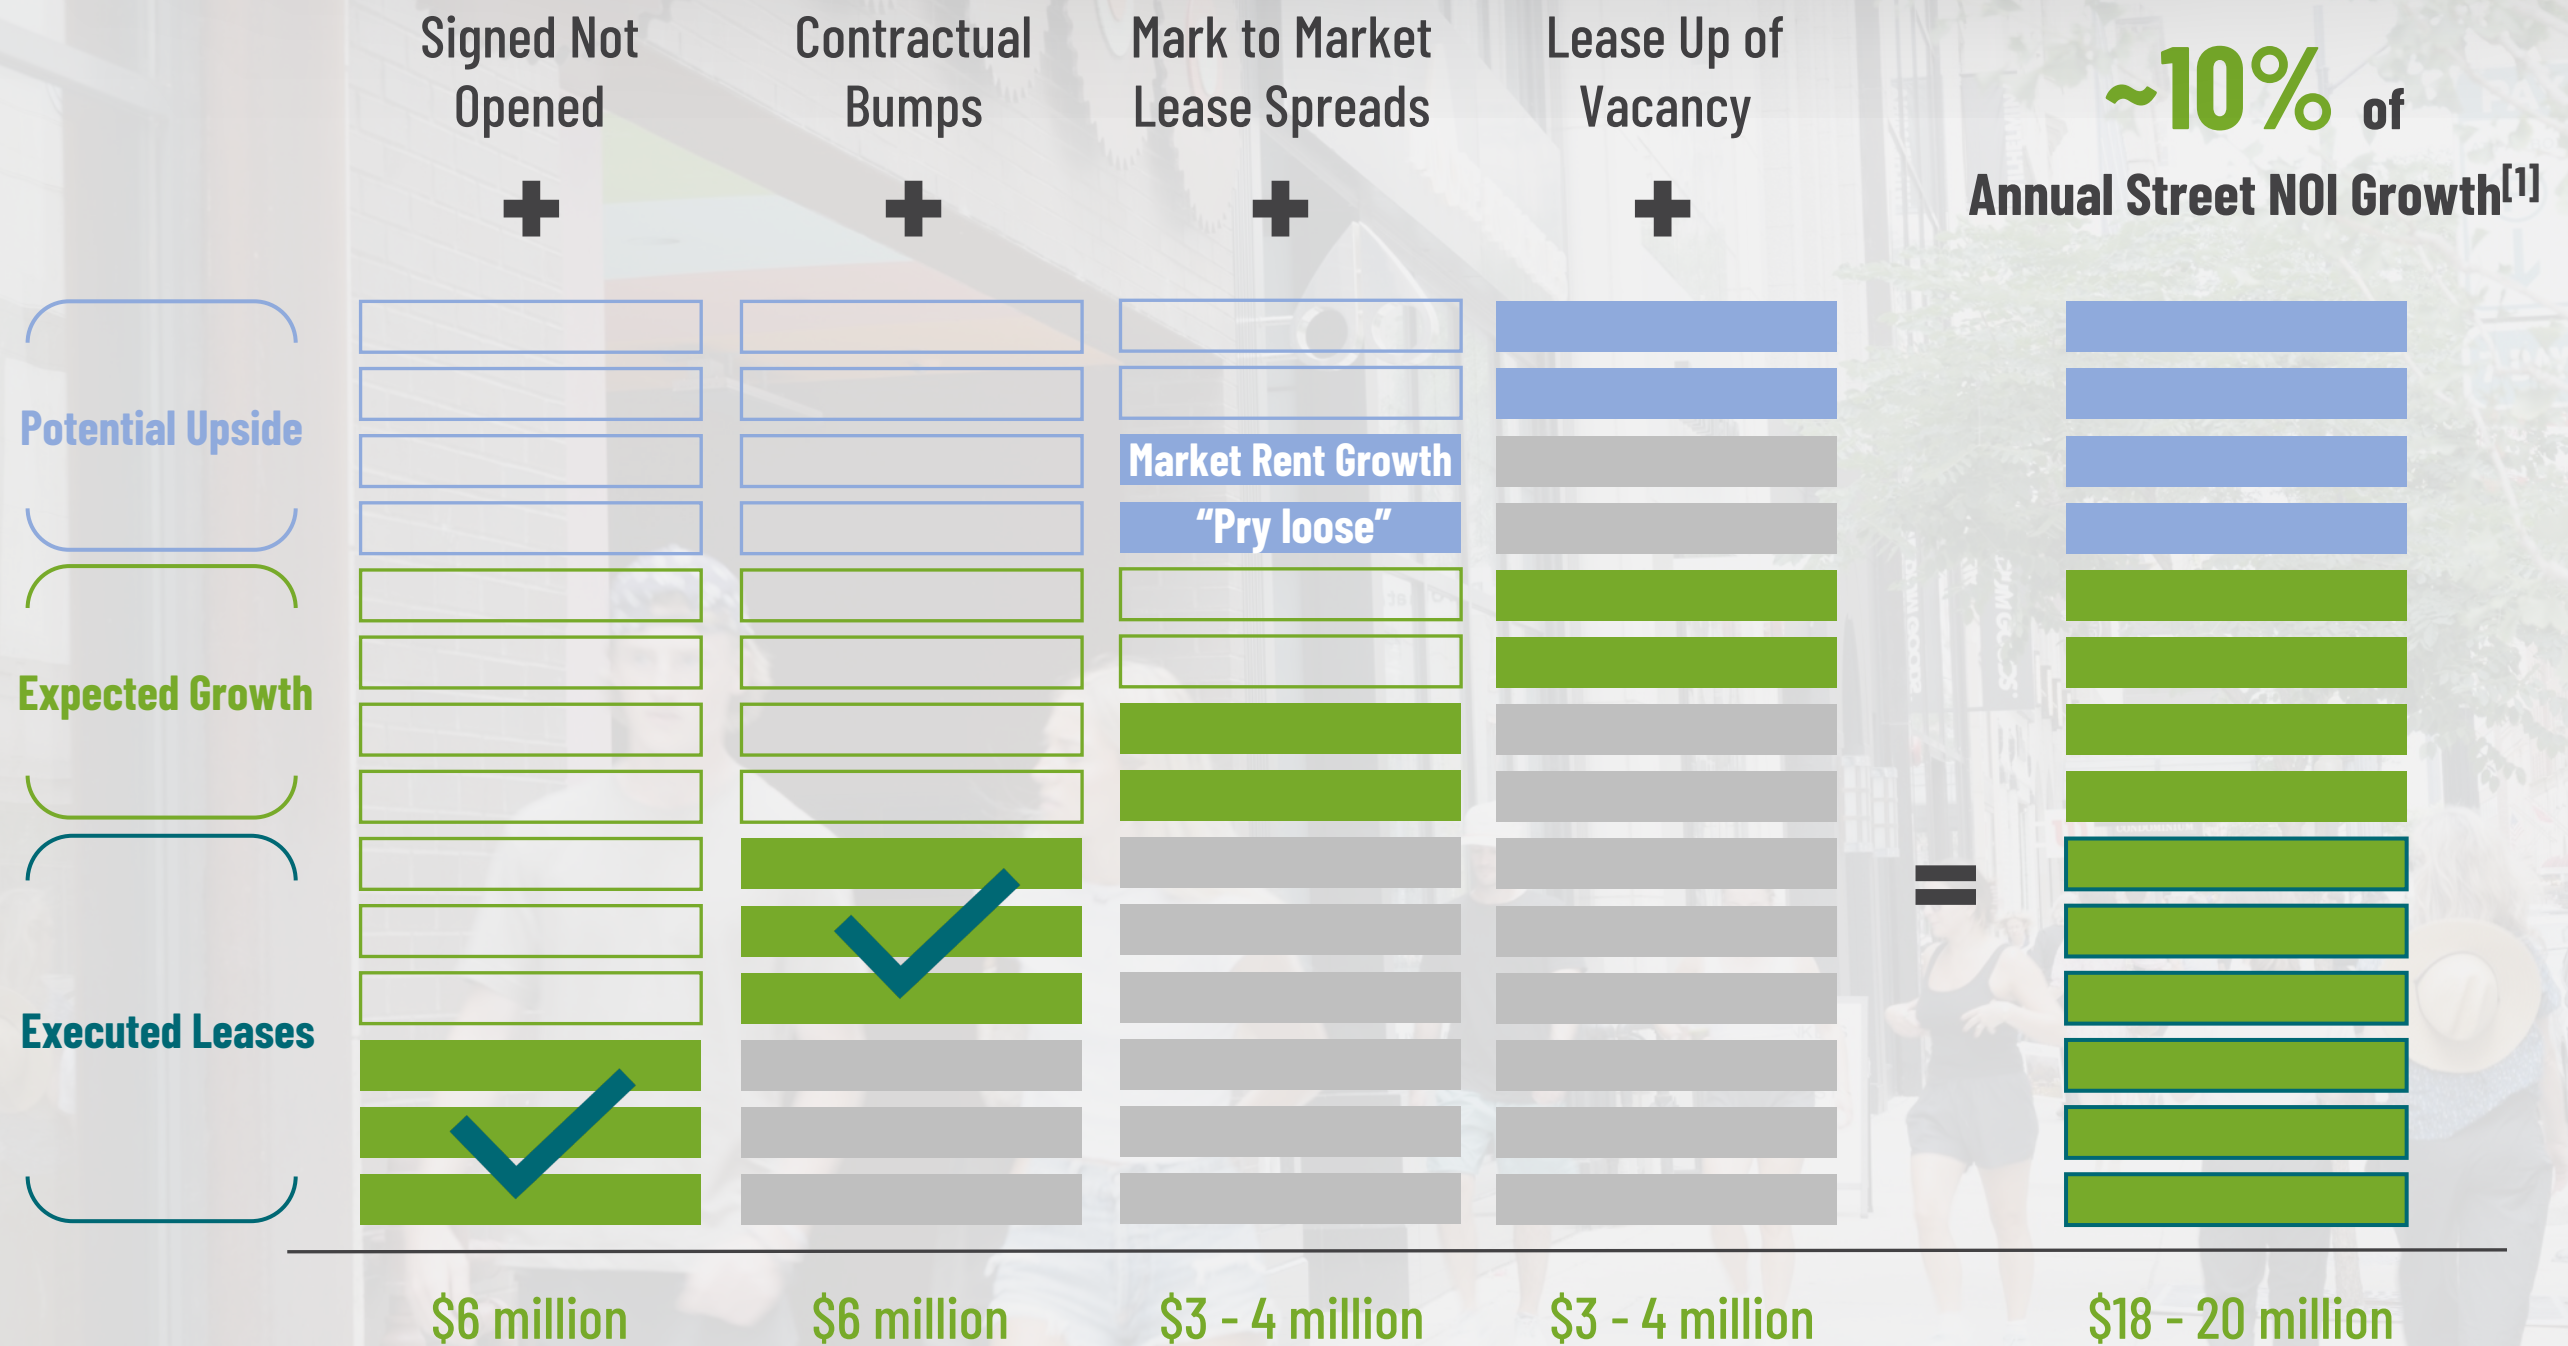 Signed Not
Opened
Contractual
Bumps
Mark to Market
Lease Spreads
Lease Up of
Vacancy
~10% of
Annual Street NOI Growth[1]
+
+
+
+
Potential Upside
Market Rent Growth
“Pry loose”
Expected Growth
=
Executed Leases
$6 million
$6 million
$3 - 4 million
$3 - 4 million
$18 - 20 million